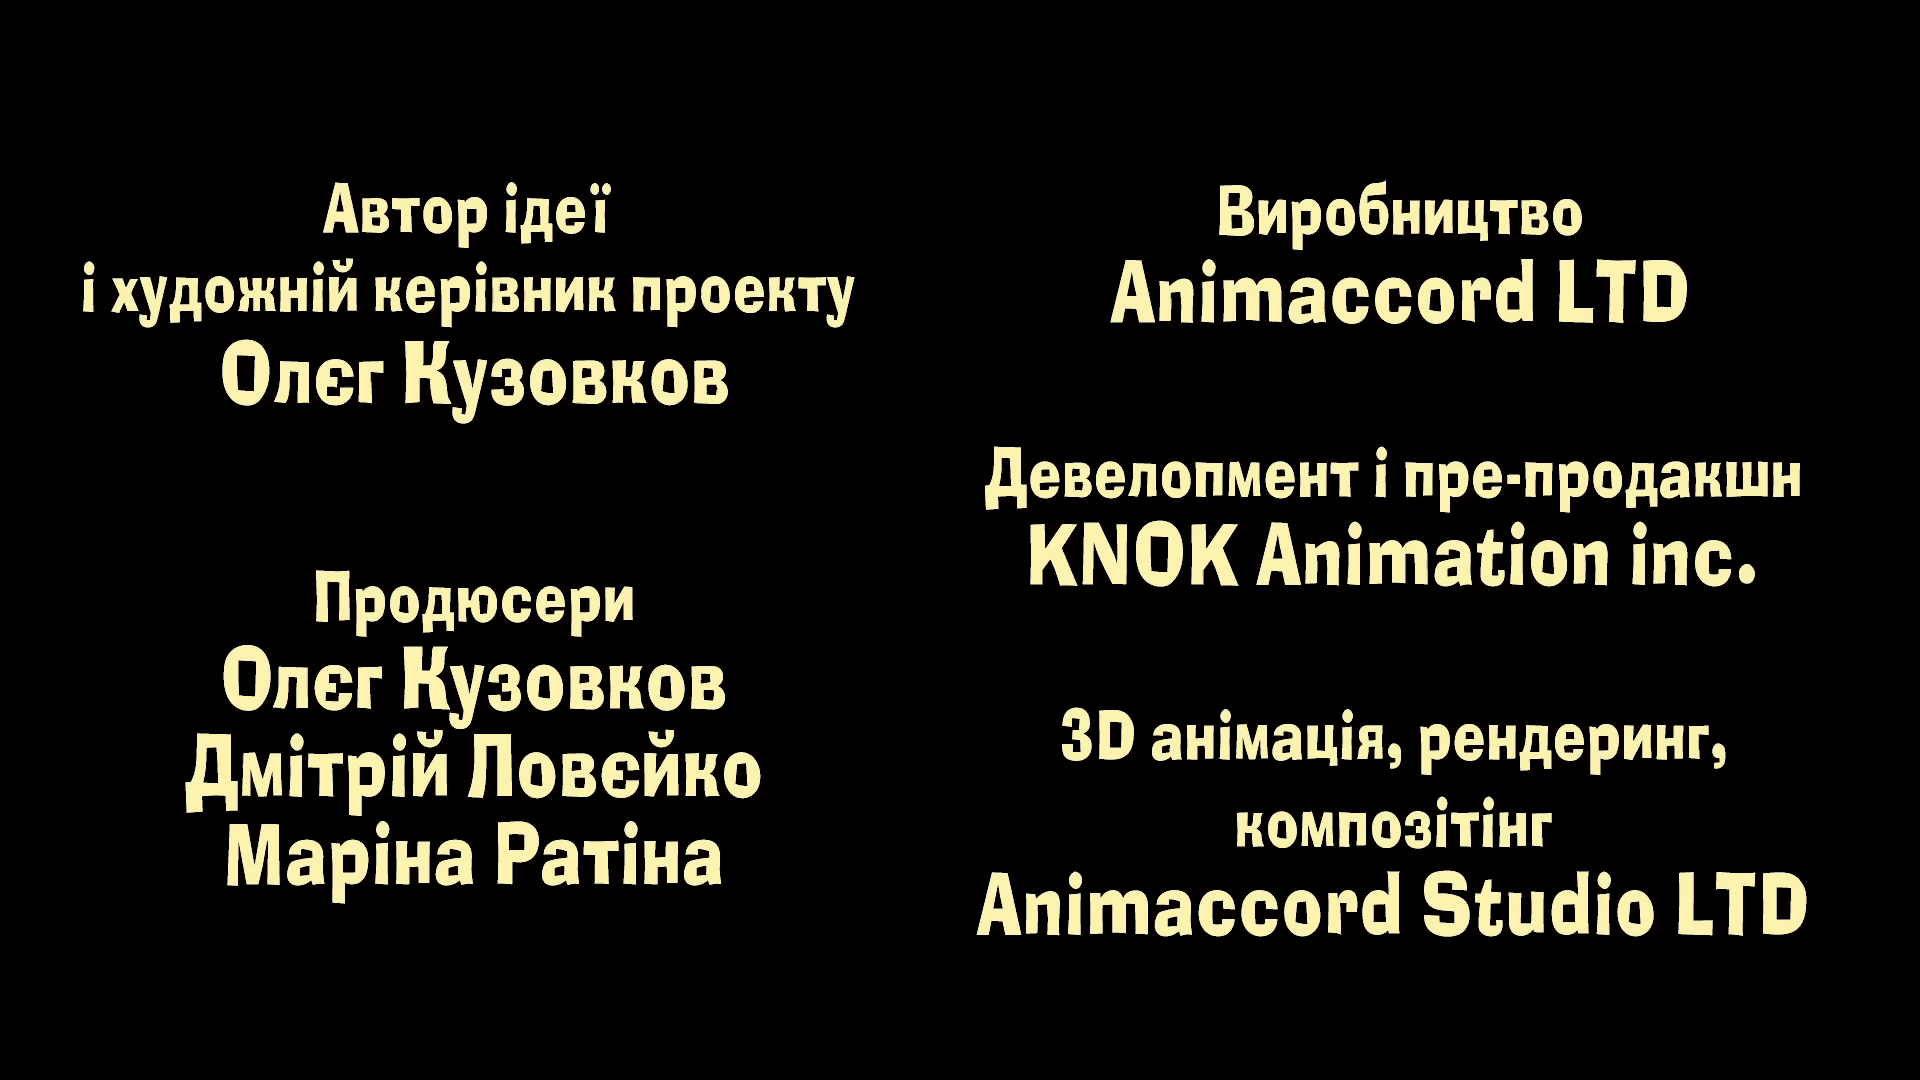 Автор ідеї
і художній керівник проекту
Олєг Кузовков
Продюсери
Олєг Кузовков
Дмітрій Ловєйко
Маріна Ратіна
Виробництво
Animaccord LTD
Девелопмент і пре-продакшн
KNOK Animation inc.
3D анімація, рендеринг,
композітінг
Animaccord Studio LTD